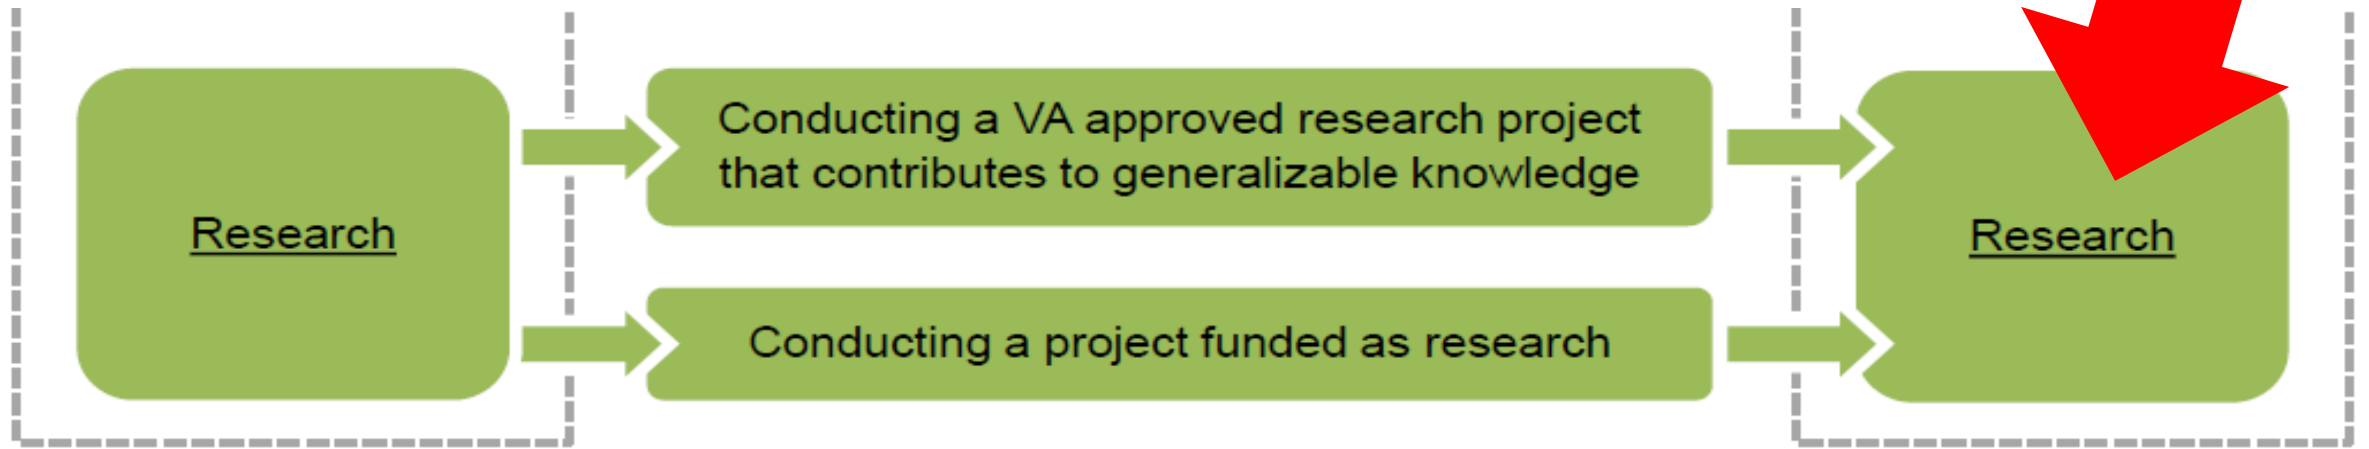 Research
Conducting a VA approved research project
that contributes to generalizable knowledge
Conducting a project funded as research
Research